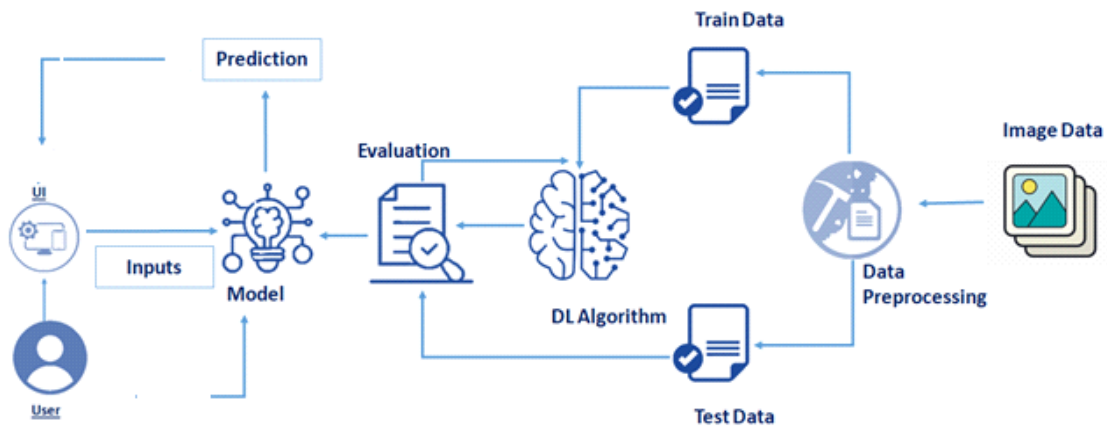 Train Data
Prediction
Image Data
Evaluation
UI
Inputs
Data
Preprocessing
Model
DL Algorithm
User
Test Data